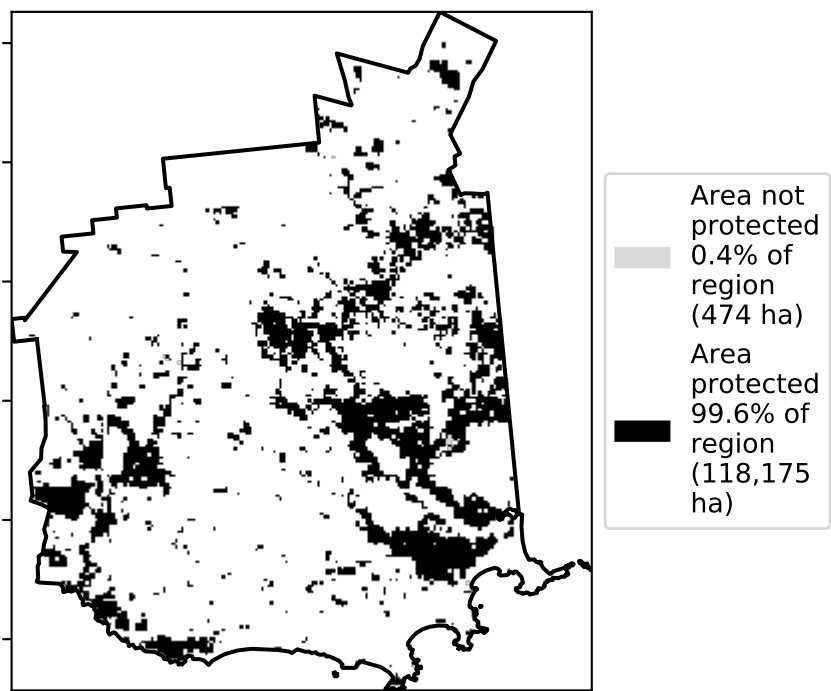 Area not
protected
0.4% of
region
(474 ha)
Area
protected
99.6% of
region
(118,175
ha)